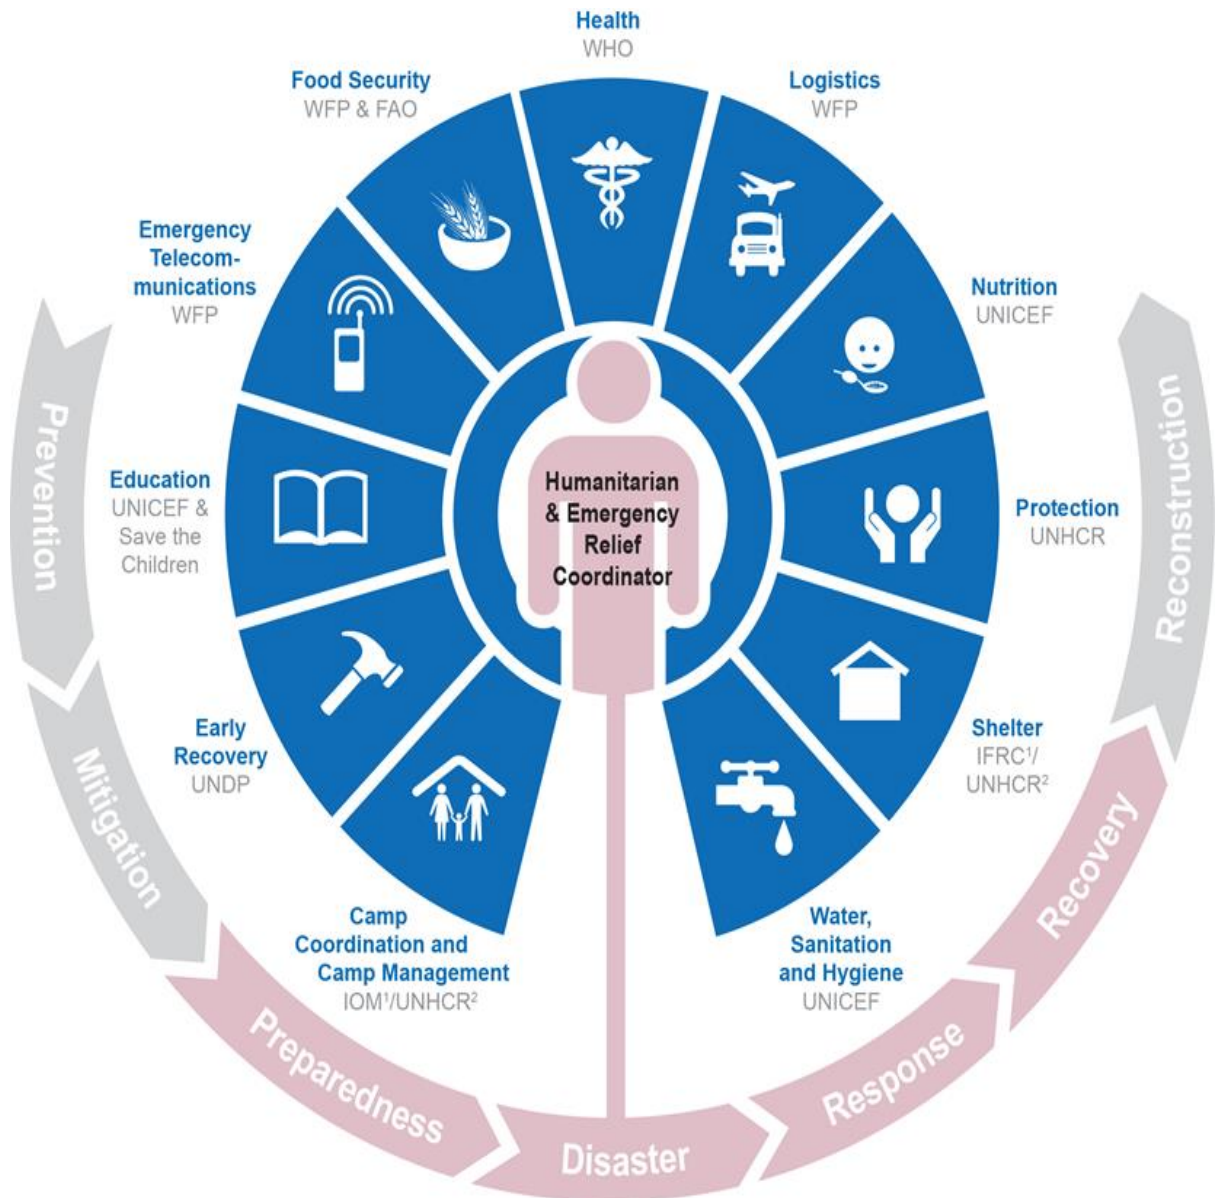 Health
WHO
Food Security
WFP & FAO
Logistics
WFP
Emergency
Telecom-
munications
WFP
Nutrition
UNICEF
Education
UNICEF &
Save the
Children
Humanitarian
& Emergency
Relief
Coordinator
Protection
UNHCR
Early
Recovery
UNDP
Shelter
IFRC¹/
UNHCR²
Camp
Coordination and
Camp Management
IOM¹/UNHCR²
Water,
Sanitation
and Hygiene
UNICEF
Prevention
Mitigation
Preparedness
Disaster
Response
Recovery
Reconstruction